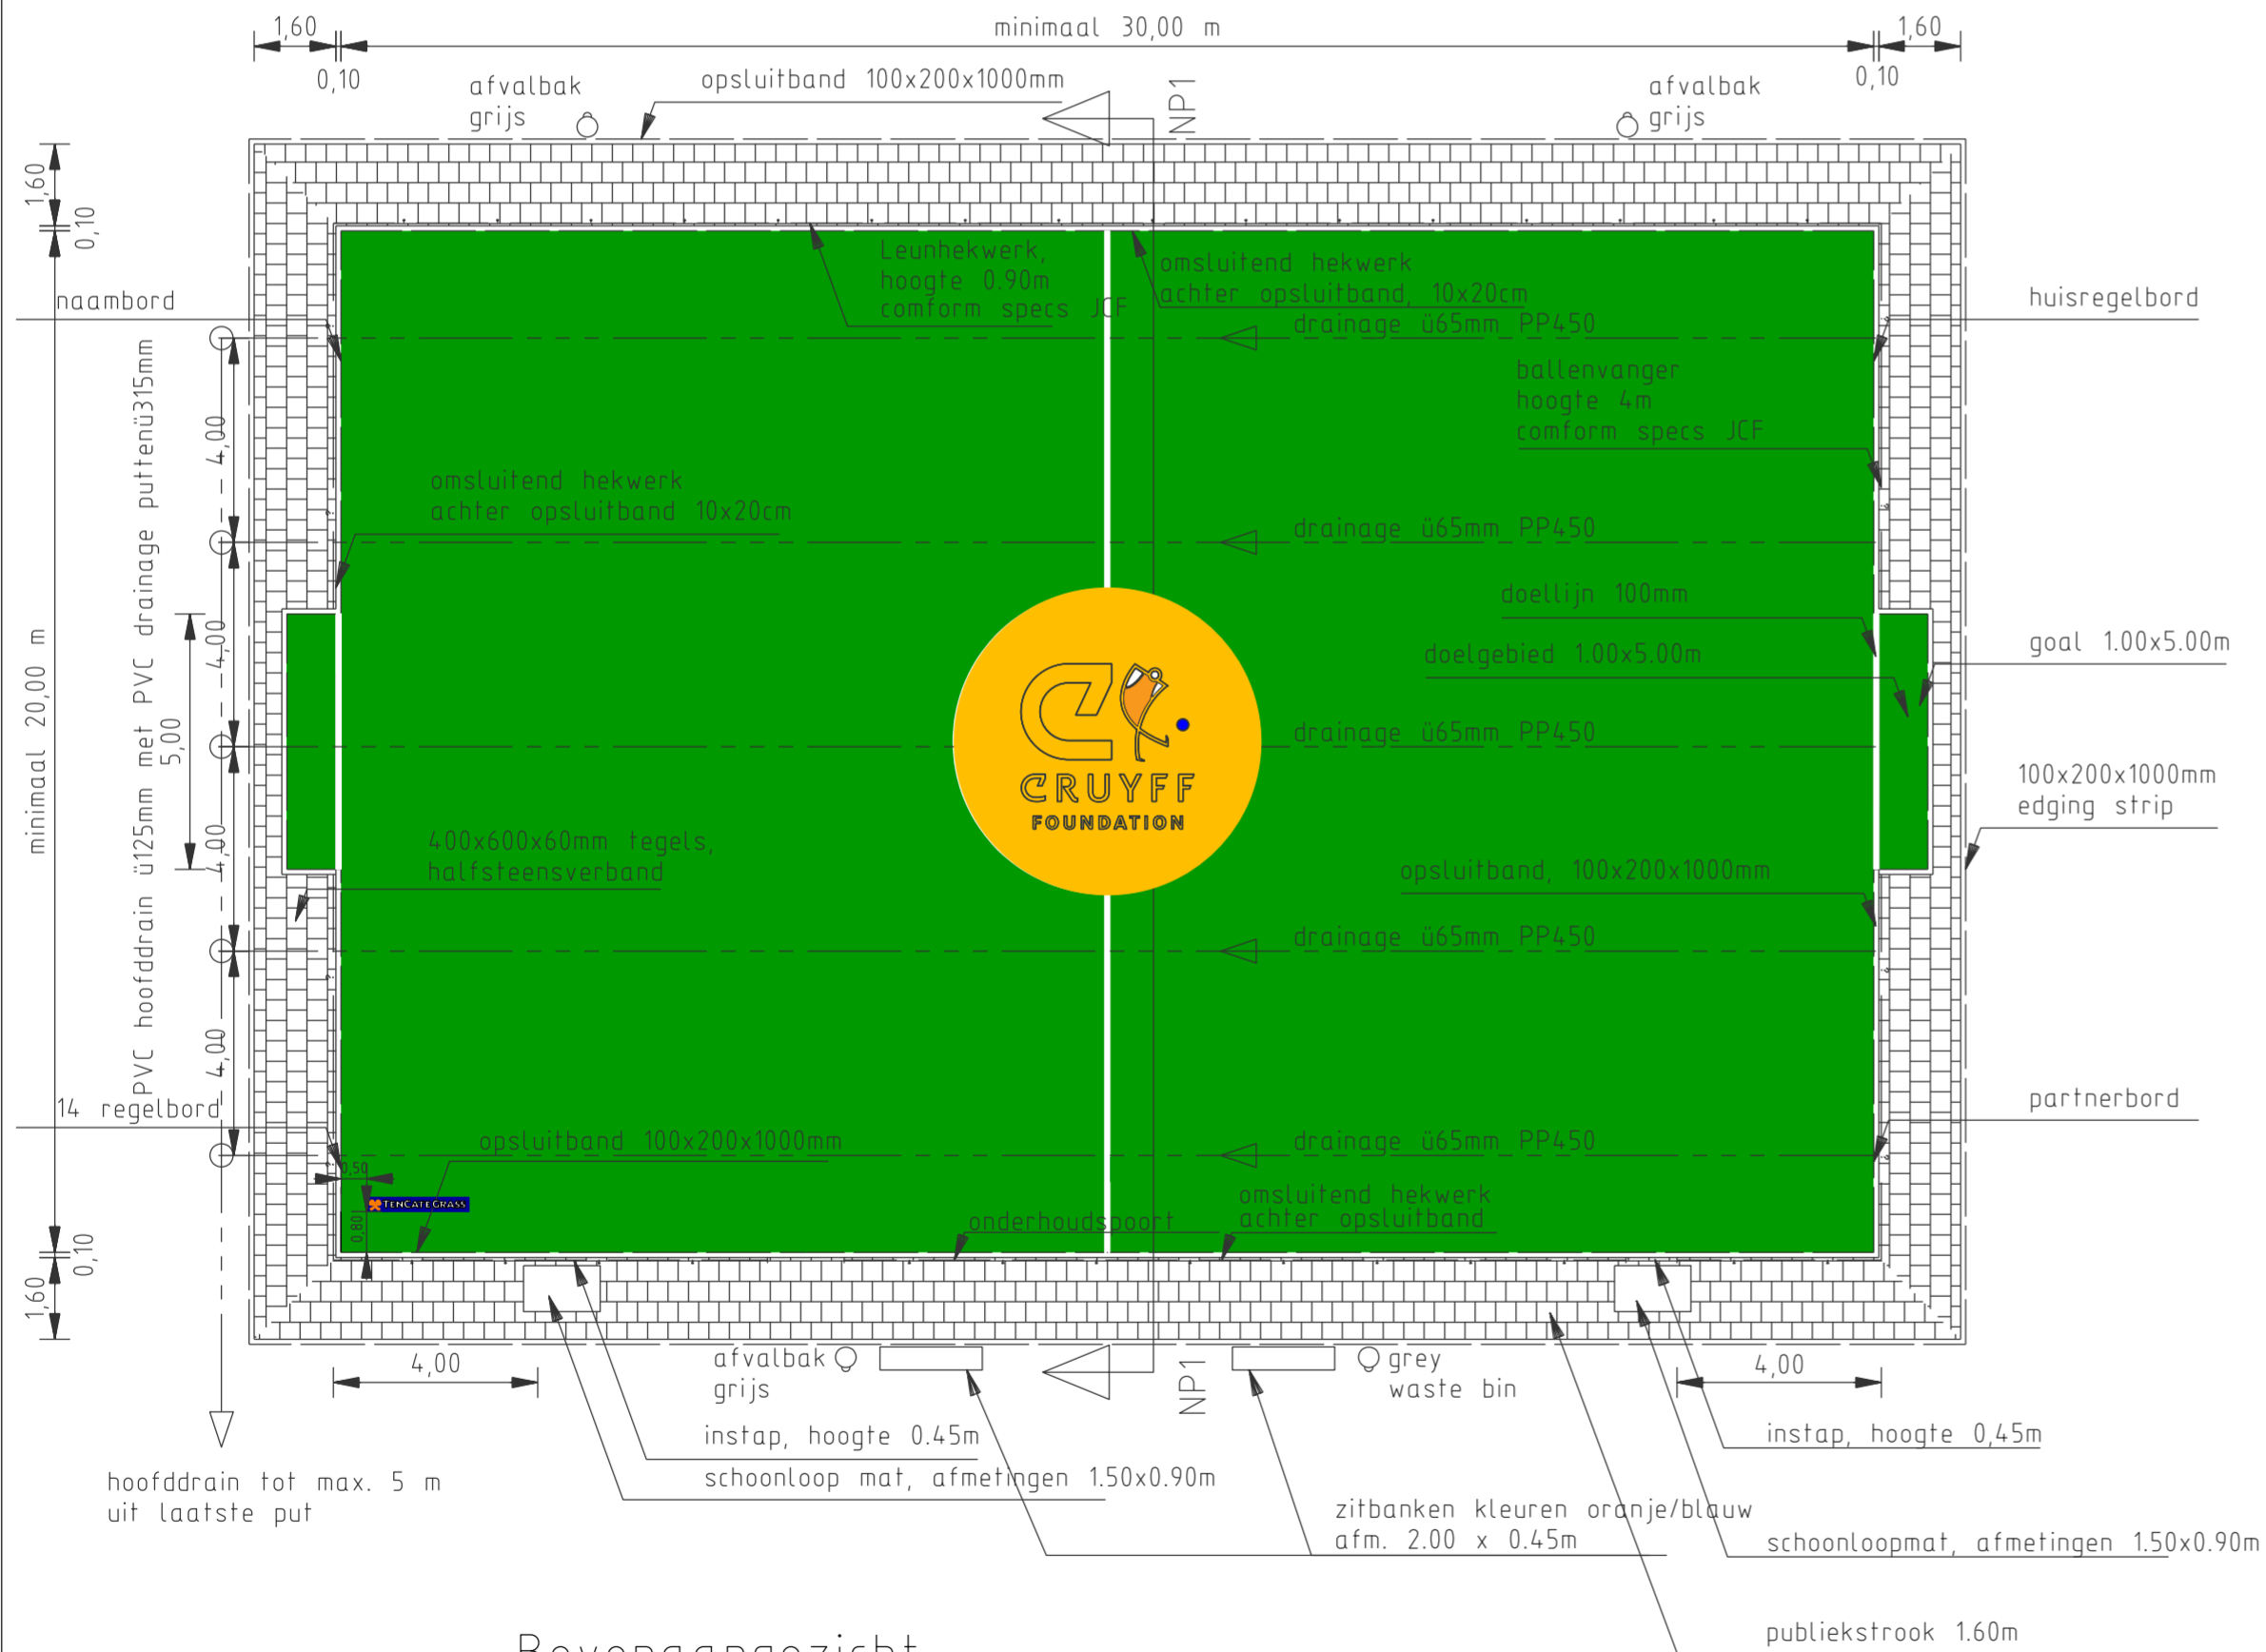 1,60
minimaal 30,00 m
1,60
0,10
0,10
afvalbak
grijs
opsluitband 100x200x1000mm
NP1
afvalbak
grijs
1,60
0,10
naambord
Leunhekwerk,
hoogte 0.90m
comform specs JCF
omsluitend hekwerk
achter opsluitband, 10x20cm
huisregelbord
drainage ü65mm PP450
ballenvanger
hoogte 4m
comform specs JCF
4,00
omsluitend hekwerk
achter opsluitband 10x20cm
drainage ü65mm PP450
PVC hoofddrain ü125mm met PVC drainage puttenü315mm
doellijn 100mm
minimaal 20,00 m
5,00
4,00
doelgebied 1.00x5.00m
goal 1.00x5.00m
CRUYFF
FOUNDATION
drainage ü65mm PP450
100x200x1000mm
edging strip
4,00
400x600x60mm tegels,
halfsteensverband
opsluitband, 100x200x1000mm
drainage ü65mm PP450
4,00
14 regelbord
partnerbord
opsluitband 100x200x1000mm
drainage ü65mm PP450
0,50
TENCATEGRASS
0,80
omsluitend hekwerk
achter opsluitband
onderhoudspoort
0,10
1,60
4,00
afvalbak
grijs
NP1
grey
waste bin
4,00
instap, hoogte 0.45m
instap, hoogte 0,45m
schoonloop mat, afmetingen 1.50x0.90m
hoofddrain tot max. 5 m
uit laatste put
zitbanken kleuren oranje/blauw
afm. 2.00 x 0.45m
schoonloopmat, afmetingen 1.50x0.90m
publiekstrook 1.60m